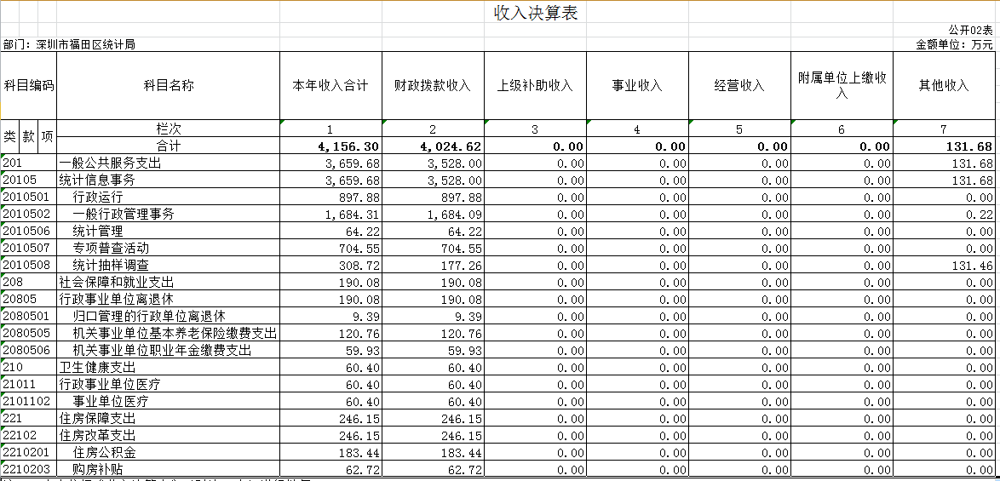 收入决算表
公开02表
部门：深圳市福田区统计局 金额单位：万元
科目编码 科目名称 本年收入合计 财政拨款收入 上级补助收入 事业收入 经营收入 附属单位上缴收入 其他收入
类 款 项 栏次 1 2 3 4 5 6 7
合计 4,156.30 4,024.62 0.00 0.00 0.00 0.00 131.68
201 一般公共服务支出 3,659.68 3,528.00 0.00 0.00 0.00 0.00 131.68
20105 统计信息事务 3,659.68 3,528.00 0.00 0.00 0.00 0.00 131.68
2010501 行政运行 897.88 897.88 0.00 0.00 0.00 0.00 0.00
2010502 一般行政管理事务 1,684.31 1,684.09 0.00 0.00 0.00 0.00 0.22
2010506 统计管理 64.22 64.22 0.00 0.00 0.00 0.00 0.00
2010507 专项普查活动 704.55 704.55 0.00 0.00 0.00 0.00 0.00
2010508 统计抽样调查 308.72 177.26 0.00 0.00 0.00 0.00 131.46
208 社会保障和就业支出 190.08 190.08 0.00 0.00 0.00 0.00 0.00
20805 行政事业单位离退休 190.08 190.08 0.00 0.00 0.00 0.00 0.00
2080501 归口管理的行政单位离退休 9.39 9.39 0.00 0.00 0.00 0.00 0.00
2080505 机关事业单位基本养老保险缴费支出 120.76 120.76 0.00 0.00 0.00 0.00 0.00
2080506 机关事业单位职业年金缴费支出 59.93 59.93 0.00 0.00 0.00 0.00 0.00
210 卫生健康支出 60.40 60.40 0.00 0.00 0.00 0.00 0.00
21011 行政事业单位医疗 60.40 60.40 0.00 0.00 0.00 0.00 0.00
2101102 事业单位医疗 60.40 60.40 0.00 0.00 0.00 0.00 0.00
221 住房保障支出 246.15 246.15 0.00 0.00 0.00 0.00 0.00
22102 住房改革支出 246.15 246.15 0.00 0.00 0.00 0.00 0.00
2210201 住房公积金 183.44 183.44 0.00 0.00 0.00 0.00 0.00
2210203 购房补贴 62.72 62.72 0.00 0.00 0.00 0.00 0.00